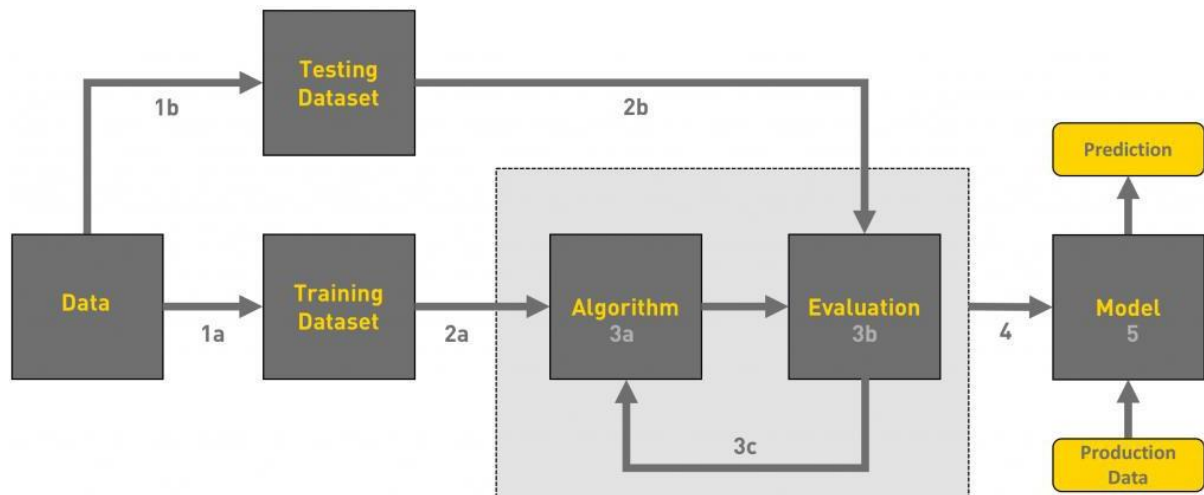 Testing
Dataset
1b
2b
Prediction
Data
Training
Dataset
Algorithm
3a
Evaluation
3b
Model
5
1a
2a
4
3c
Production
Data